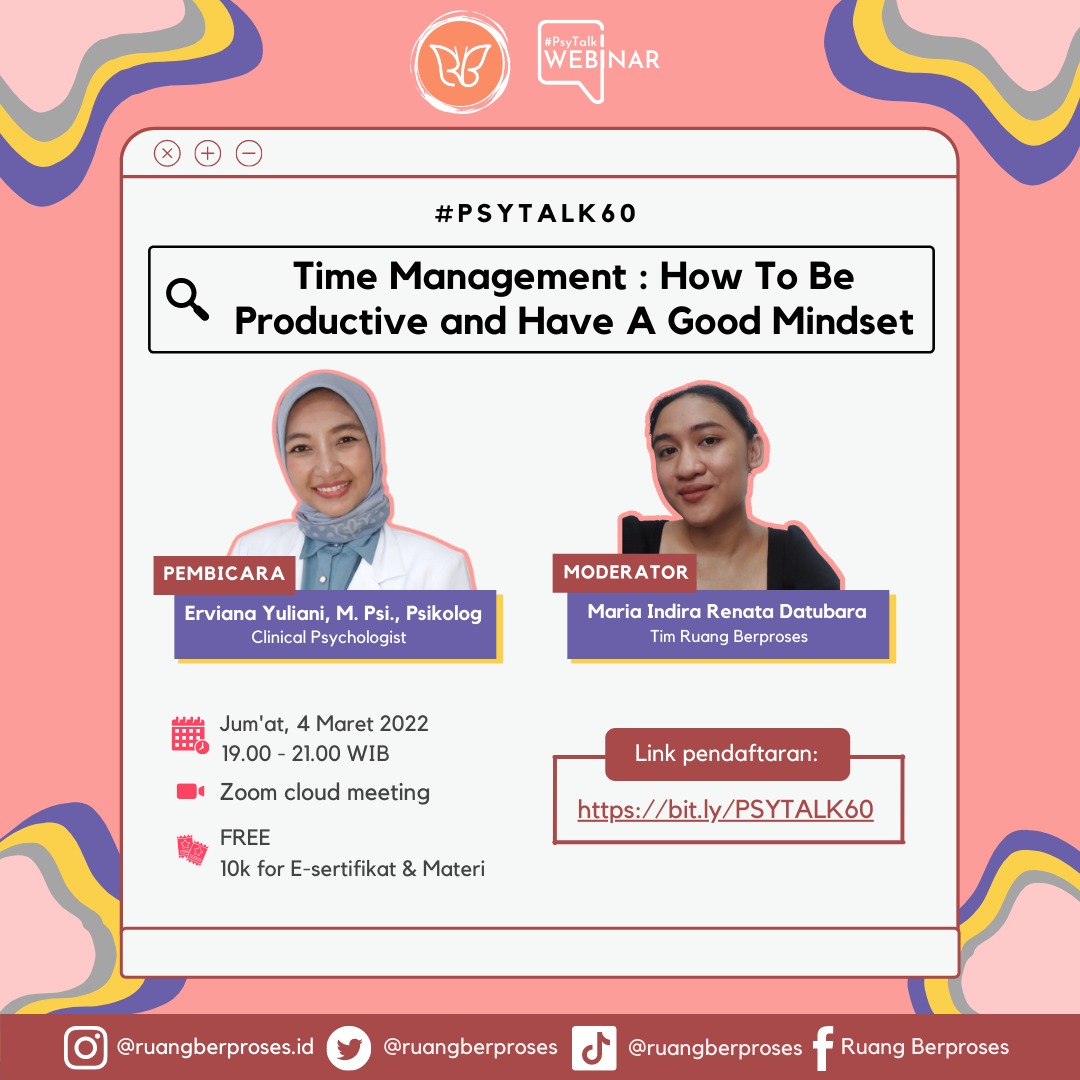 #PsyTalk
WEBINAR
#PSYTALK60
Time Management : How To Be
Productive and Have A Good Mindset
PEMBICARA
Erviana Yuliani, M. Psi., Psikolog
Clinical Psychologist
MODERATOR
Maria Indira Renata Datubara
Tim Ruang Berproses
Jum'at, 4 Maret 2022
19.00 - 21.00 WIB
Zoom cloud meeting
FREE
10k for E-sertifikat & Materi
Link pendaftaran:
https://bit.ly/PSYTALK60
@ruangberproses.id
@ruangberproses
@ruangberproses
Ruang Berproses